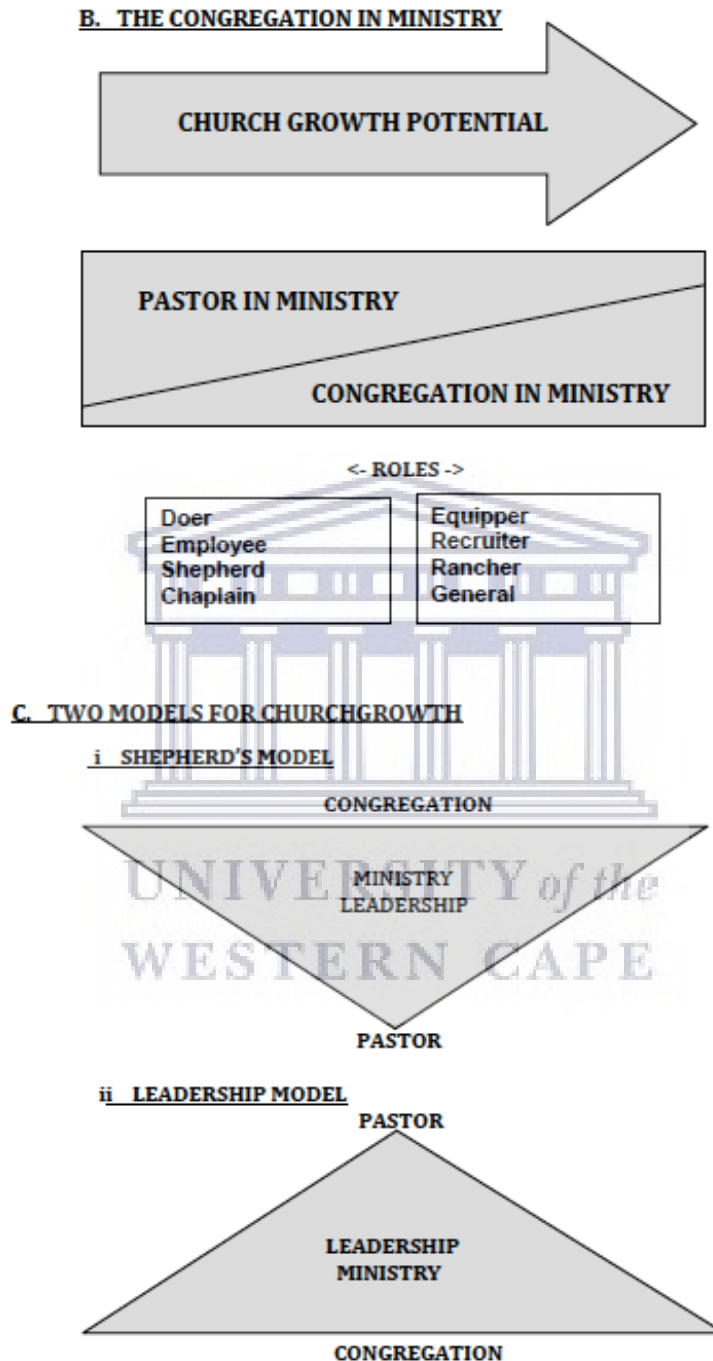 B. THE CONGREGATION IN MINISTRY
CHURCH GROWTH POTENTIAL
PASTOR IN MINISTRY
CONGREGATION IN MINISTRY
<- ROLES ->
Doer
Employee
Shepherd
Chaplain
Equipper
Recruiter
Rancher
General
C. TWO MODELS FOR CHURCHGROWTH
i SHEPHERD'S MODEL
CONGREGATION
MINISTRY
LEADERSHIP
UNIVERSITY of the
WESTERN CAPE
PASTOR
ii LEADERSHIP MODEL
PASTOR
LEADERSHIP
MINISTRY
CONGREGATION